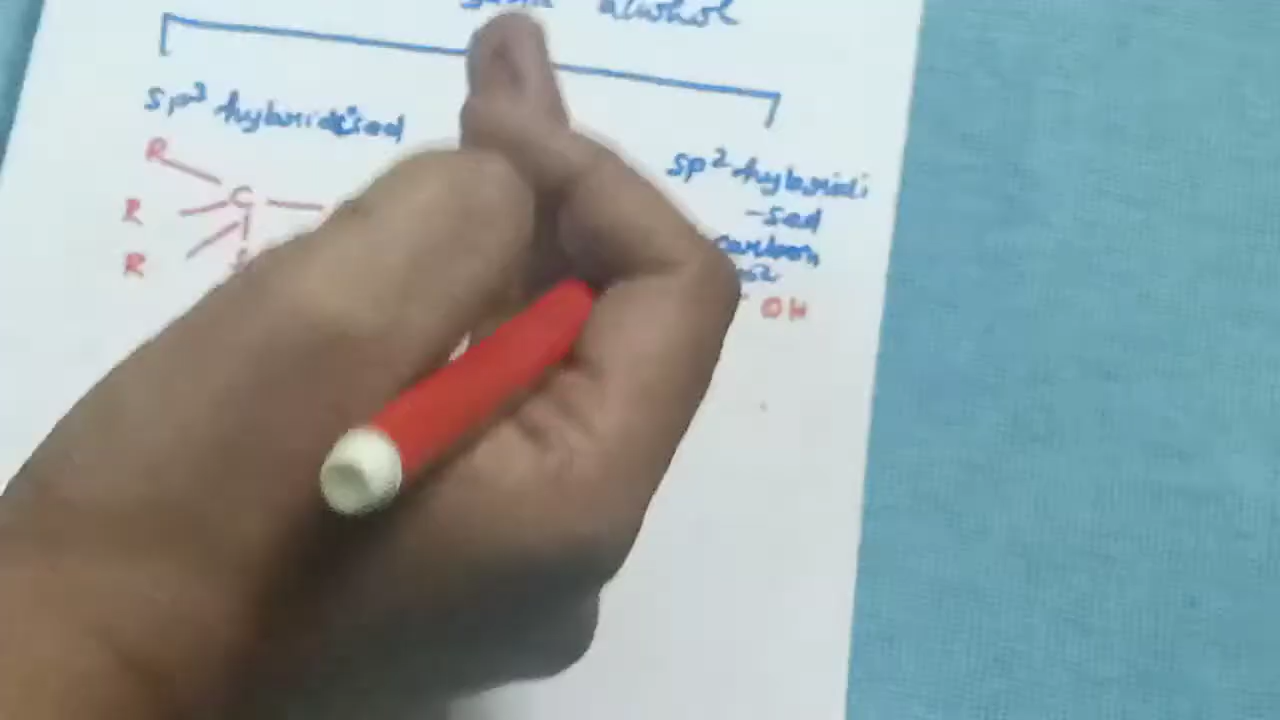 alcohol
sp³ hybridised
sp² hybridi
-sed
carbon
R
C
R
R
OH